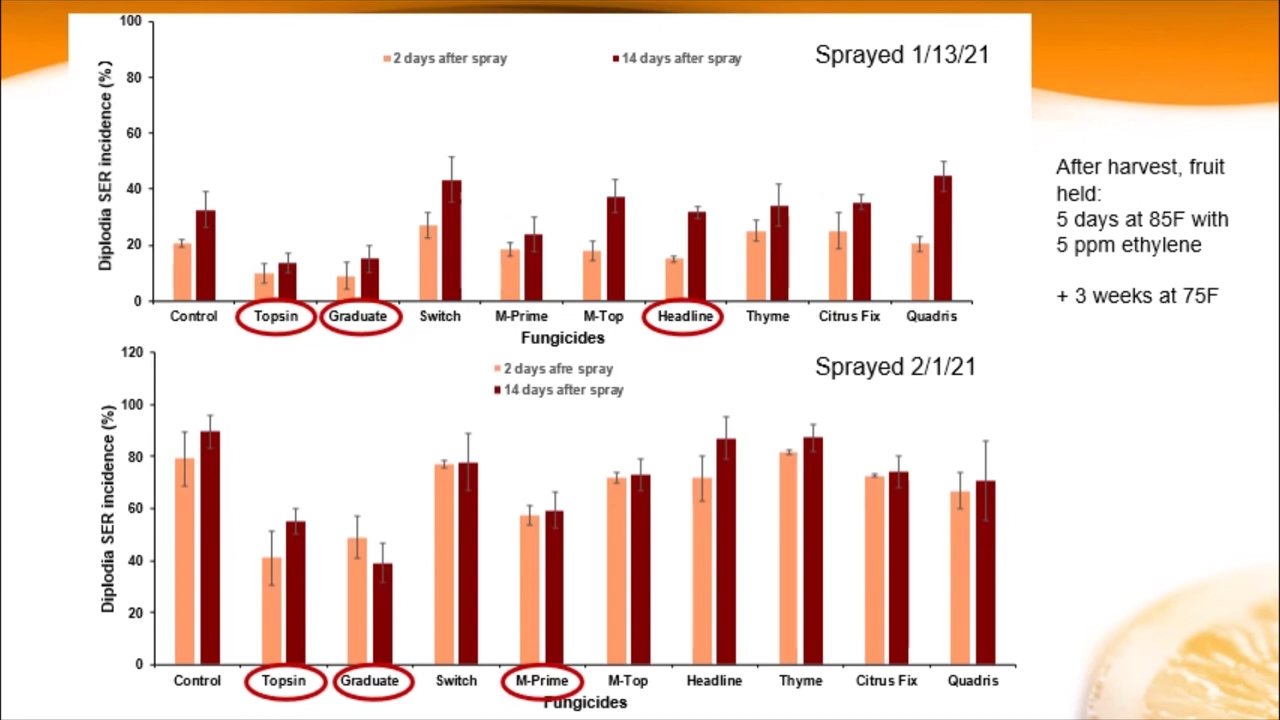 100
80
60
40
20
0
Diplodia SER incidence (%)
2 days after spray
14 days after spray
Sprayed 1/13/21
Control
Topsin
Graduate
Switch
M-Prime
M-Top
Headline
Thyme
Citrus Fix
Quadris
Fungicides
After harvest, fruit
held:
5 days at 85F with
5 ppm ethylene
+ 3 weeks at 75F
120
100
80
60
40
20
0
Diplodia SER incidence (%)
2 days afre spray
14 days after spray
Sprayed 2/1/21
Control
Topsin
Graduate
Switch
M-Prime
M-Top
Headline
Thyme
Citrus Fix
Quadris
Fungicides